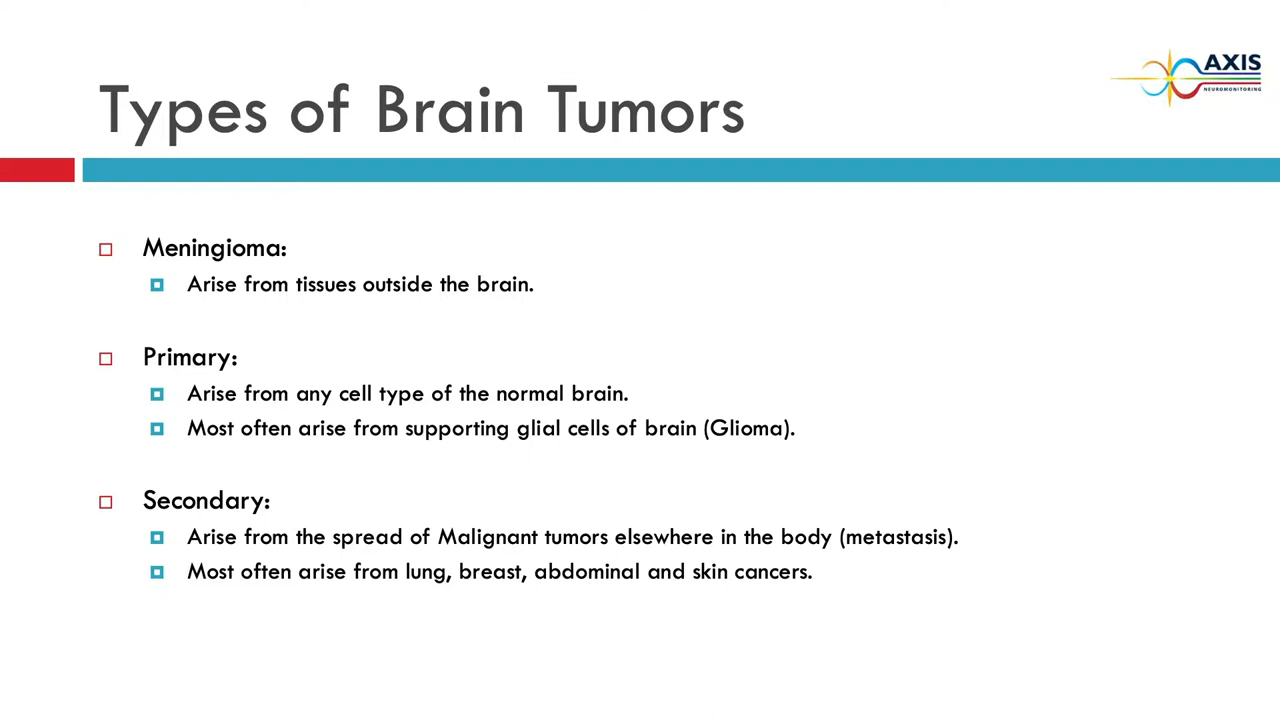 Types of Brain Tumors
AXIS
NEUROMONITORING
Meningioma:
Arise from tissues outside the brain.
Primary:
Arise from any cell type of the normal brain.
Most often arise from supporting glial cells of brain (Glioma).
Secondary:
Arise from the spread of Malignant tumors elsewhere in the body (metastasis).
Most often arise from lung, breast, abdominal and skin cancers.